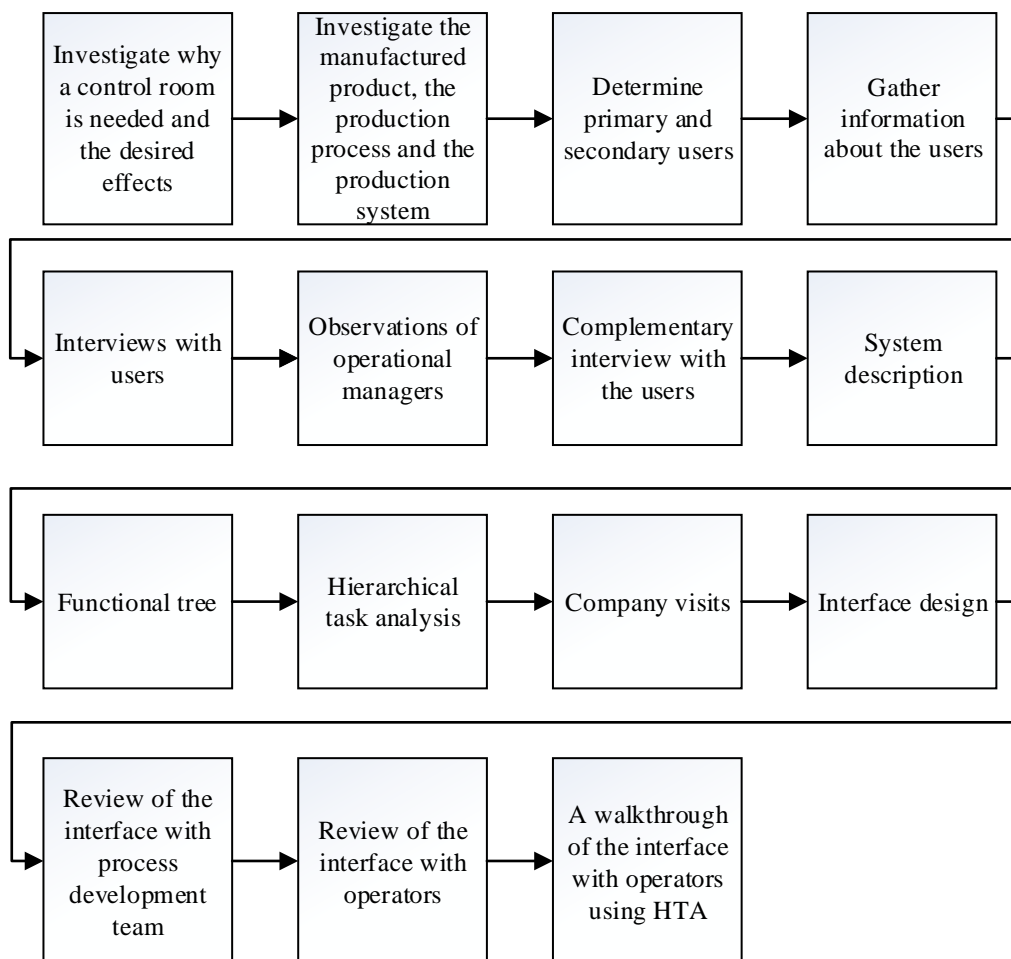 Investigate why
a control room
is needed and
the desired
effects
Investigate the
manufactured
product, the
production
process and the
production
system
Determine
primary and
secondary users
Gather
information
about the users
Interviews with
users
Observations of
operational
managers
Complementary
interview with
the users
System
description
Functional tree
Hierarchical
task analysis
Company visits
Interface design
Review of the
interface with
process
development
team
Review of the
interface with
operators
A walkthrough
of the interface
with operators
using HTA